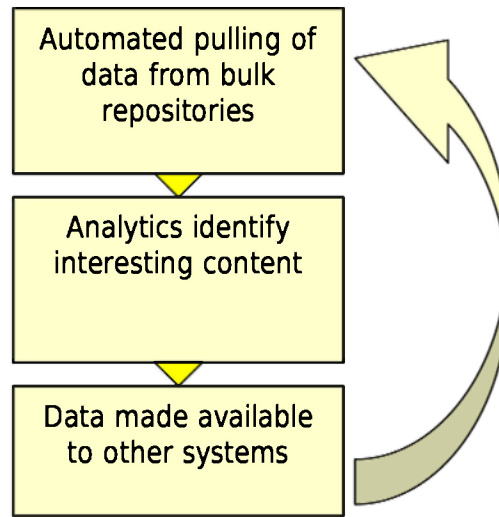 Automated pulling of
data from bulk
repositories
Analytics identify
interesting content
Data made available
to other systems